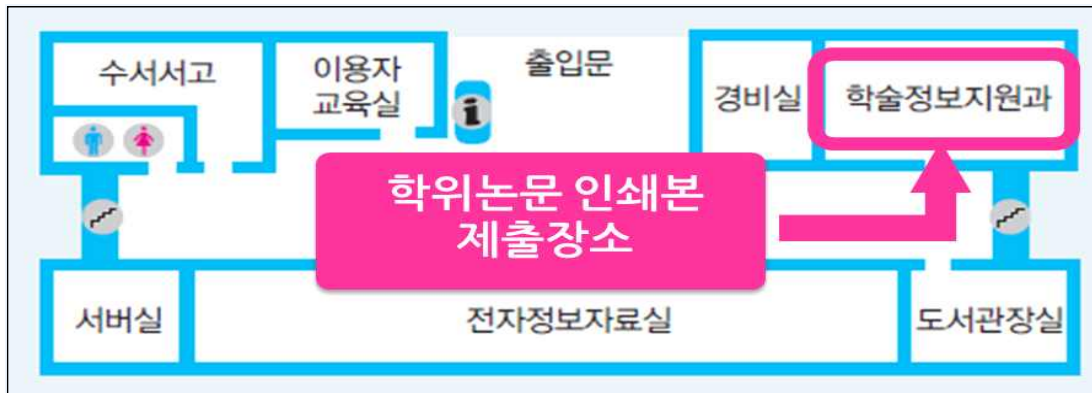 수서서고
이용자
교육실
출입문
경비실
학술정보지원과
i
학위논문 인쇄본
제출장소
서버실
전자정보자료실
도서관장실